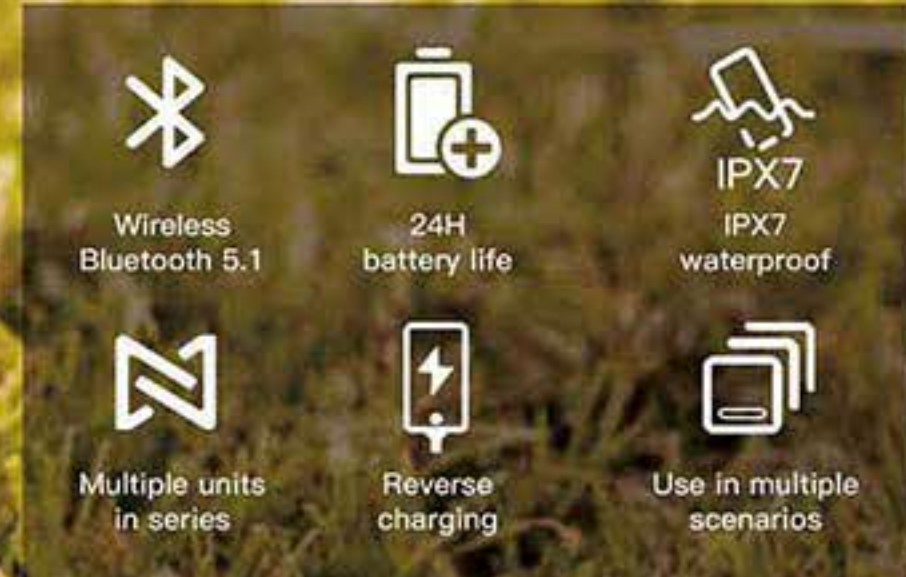 Wireless
Bluetooth 5.1
24H
battery life
IPX7
IPX7
waterproof
Multiple units
in series
Reverse
charging
Use in multiple
scenarios